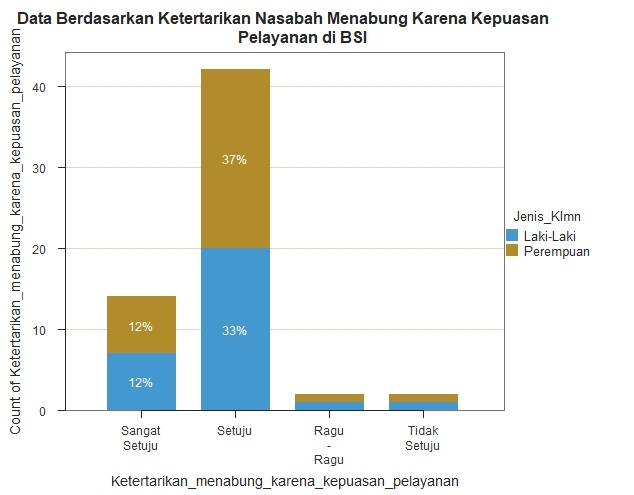 Data Berdasarkan Ketertarikan Nasabah Menabung Karena Kepuasan
Pelayanan di BSI
Count of Ketertarikan_menabung_karena_kepuasan_pelayanan
40
30
20
10
0
37%
33%
12%
12%
Sangat
Setuju
Setuju
Ragu
-
Ragu
Tidak
Setuju
Ketertarikan_menabung_karena_kepuasan_pelayanan
Jenis_Klmn
Laki-Laki
Perempuan